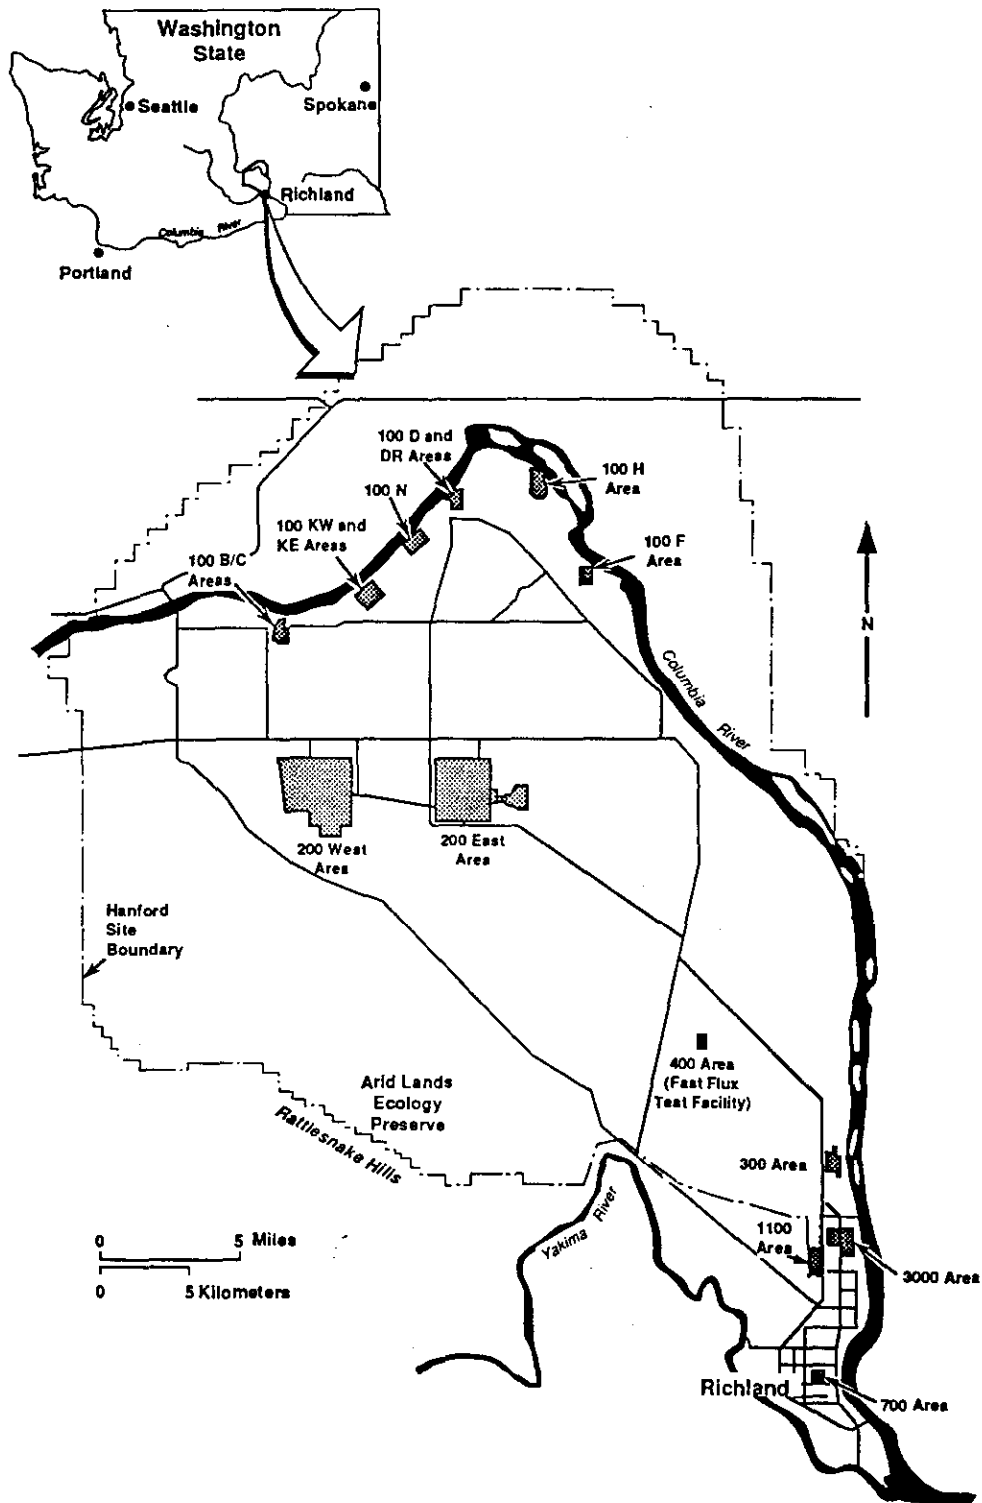 Washington
State
Seattle
Spokane
Richland
Columbia River
Portland
100 D and
DR Areas
100 H
Area
100 N
100 KW and
KE Areas
100 F
Area
100 B/C
Areas
N
Columbia River
200 West
Area
200 East
Area
Hanford
Site
Boundary
400 Area
(Fast Flux
Test Facility)
Arid Lands
Ecology
Preserve
Rattlesnake Hills
300 Area
1100
Area
Yakima River
0 5 Miles
0 5 Kilometers
3000 Area
Richland
700 Area